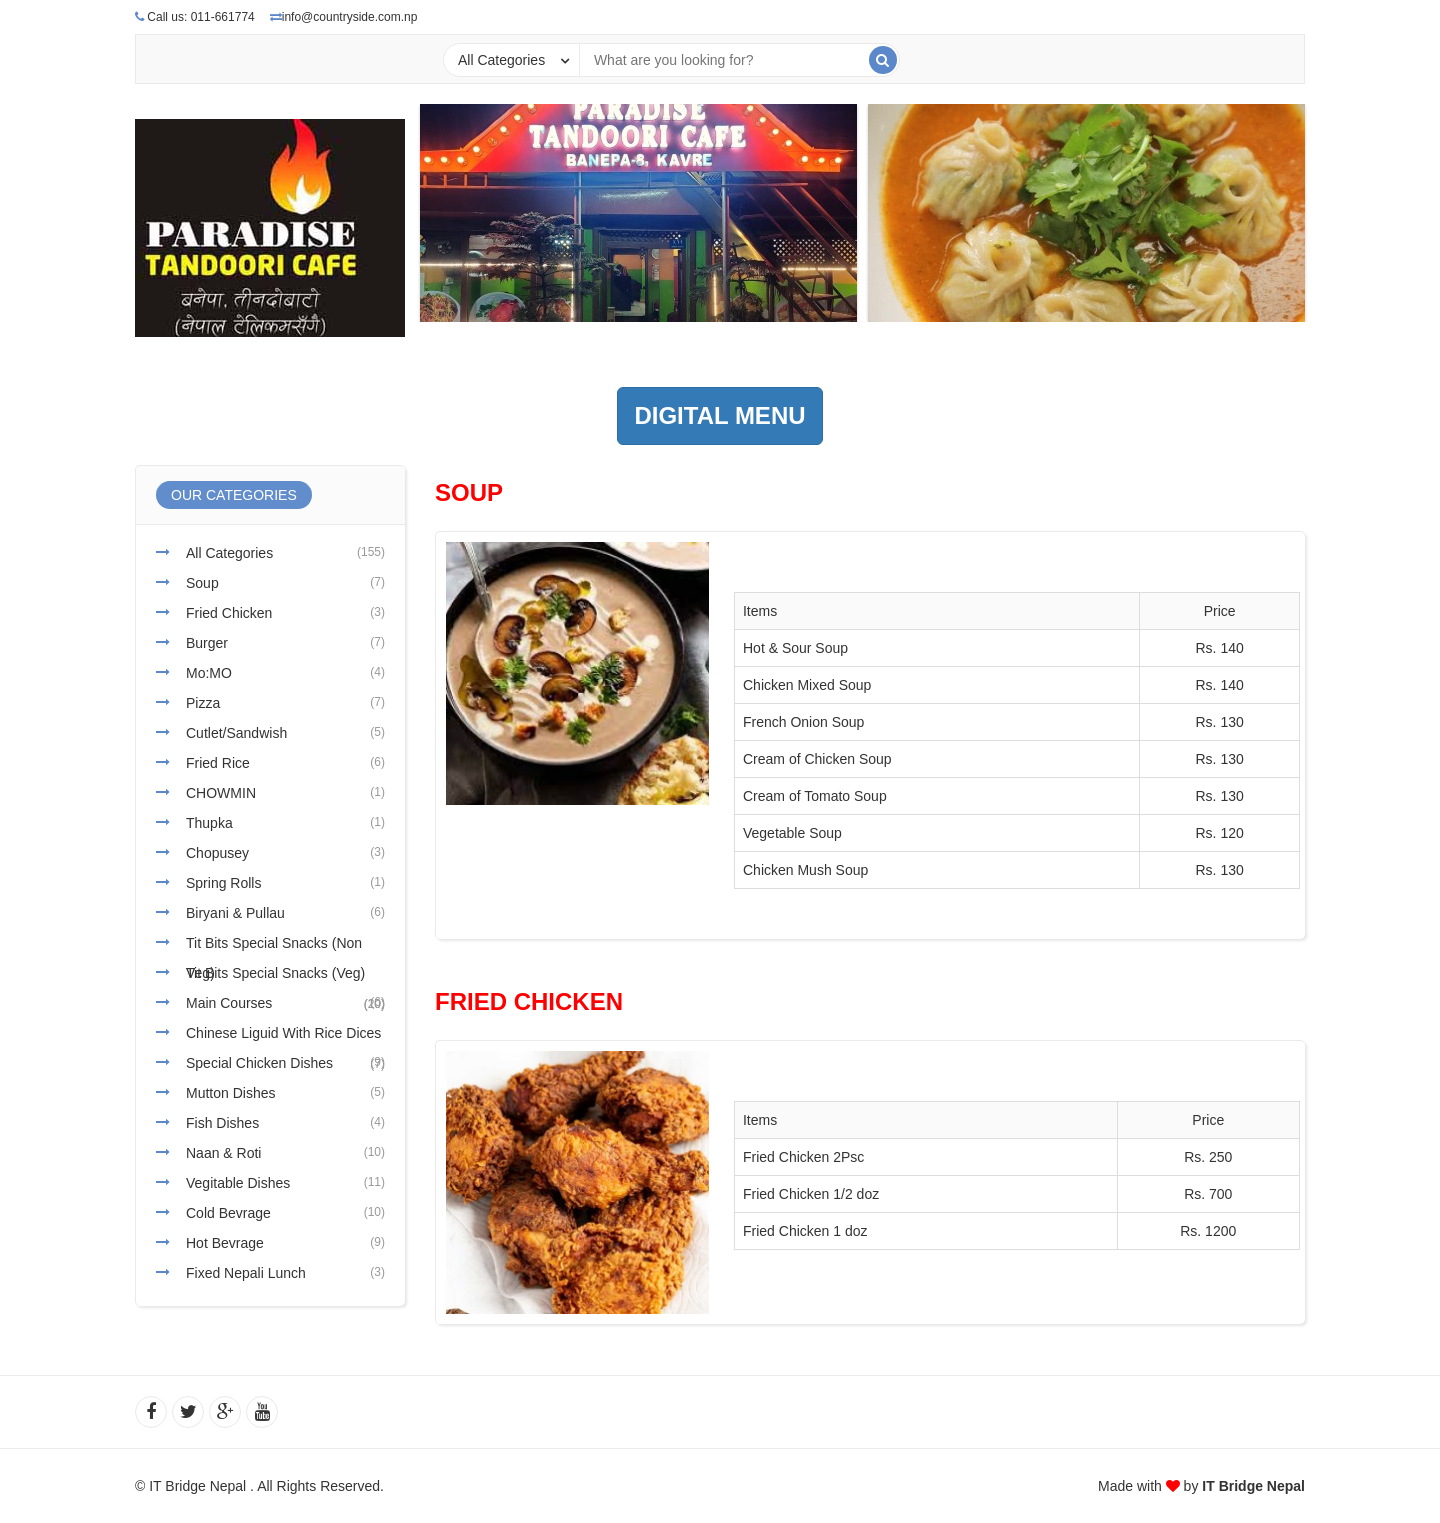 Call us: 011-661774 info@countryside.com.np
All Categories What are you looking for?
PARADISE
TANDOORI CAFE
बनेपा, तीनदोबाटो
(नेपाल टेलिकमसँगै)
PARADISE
TANDOORI CAFE
BANEPA-8, KAVRE
DIGITAL MENU
OUR CATEGORIES
All Categories (155)
Soup (7)
Fried Chicken (3)
Burger (7)
Mo:MO (4)
Pizza (7)
Cutlet/Sandwish (5)
Fried Rice (6)
CHOWMIN (1)
Thupka (1)
Chopusey (3)
Spring Rolls (1)
Biryani & Pullau (6)
Tit Bits Special Snacks (Non
Veg)
Tit Bits Special Snacks (Veg)
Main Courses
Chinese Liguid With Rice Dices
Special Chicken Dishes
Mutton Dishes (5)
Fish Dishes (4)
Naan & Roti (10)
Vegitable Dishes (11)
Cold Bevrage (10)
Hot Bevrage (9)
Fixed Nepali Lunch (3)
SOUP
Items Price
Hot & Sour Soup Rs. 140
Chicken Mixed Soup Rs. 140
French Onion Soup Rs. 130
Cream of Chicken Soup Rs. 130
Cream of Tomato Soup Rs. 130
Vegetable Soup Rs. 120
Chicken Mush Soup Rs. 130
FRIED CHICKEN
Items Price
Fried Chicken 2Psc Rs. 250
Fried Chicken 1/2 doz Rs. 700
Fried Chicken 1 doz Rs. 1200
© IT Bridge Nepal . All Rights Reserved.
Made with by IT Bridge Nepal